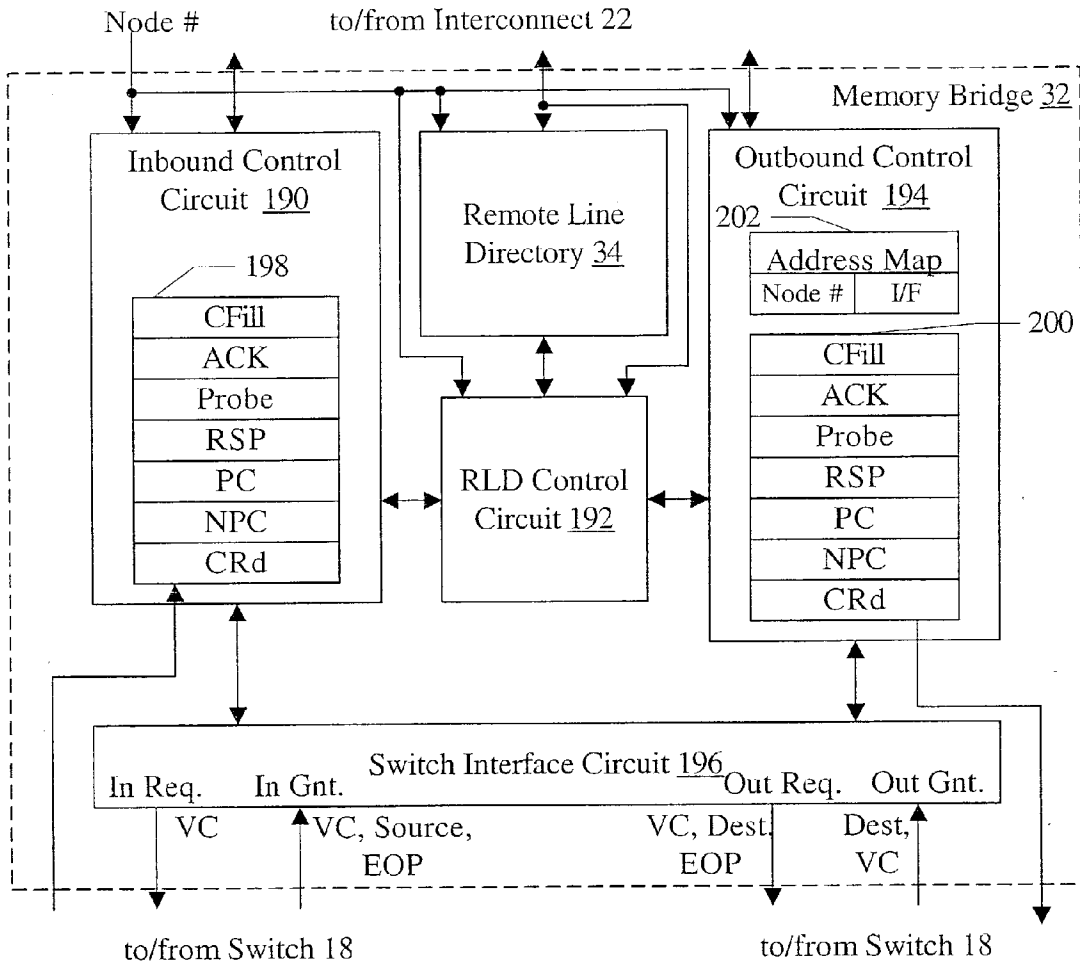 Node #
to/from Interconnect 22
Memory Bridge 32
Inbound Control
Circuit 190
198
CFill
ACK
Probe
RSP
PC
NPC
CRd
Remote Line
Directory 34
RLD Control
Circuit 192
Outbound Control
Circuit 194
202
Address Map
Node #
I/F
200
CFill
ACK
Probe
RSP
PC
NPC
CRd
Switch Interface Circuit 196
In Req.
In Gnt.
Out Req.
Out Gnt.
VC
VC, Source,
EOP
VC, Dest,
EOP
Dest,
VC
to/from Switch 18
to/from Switch 18